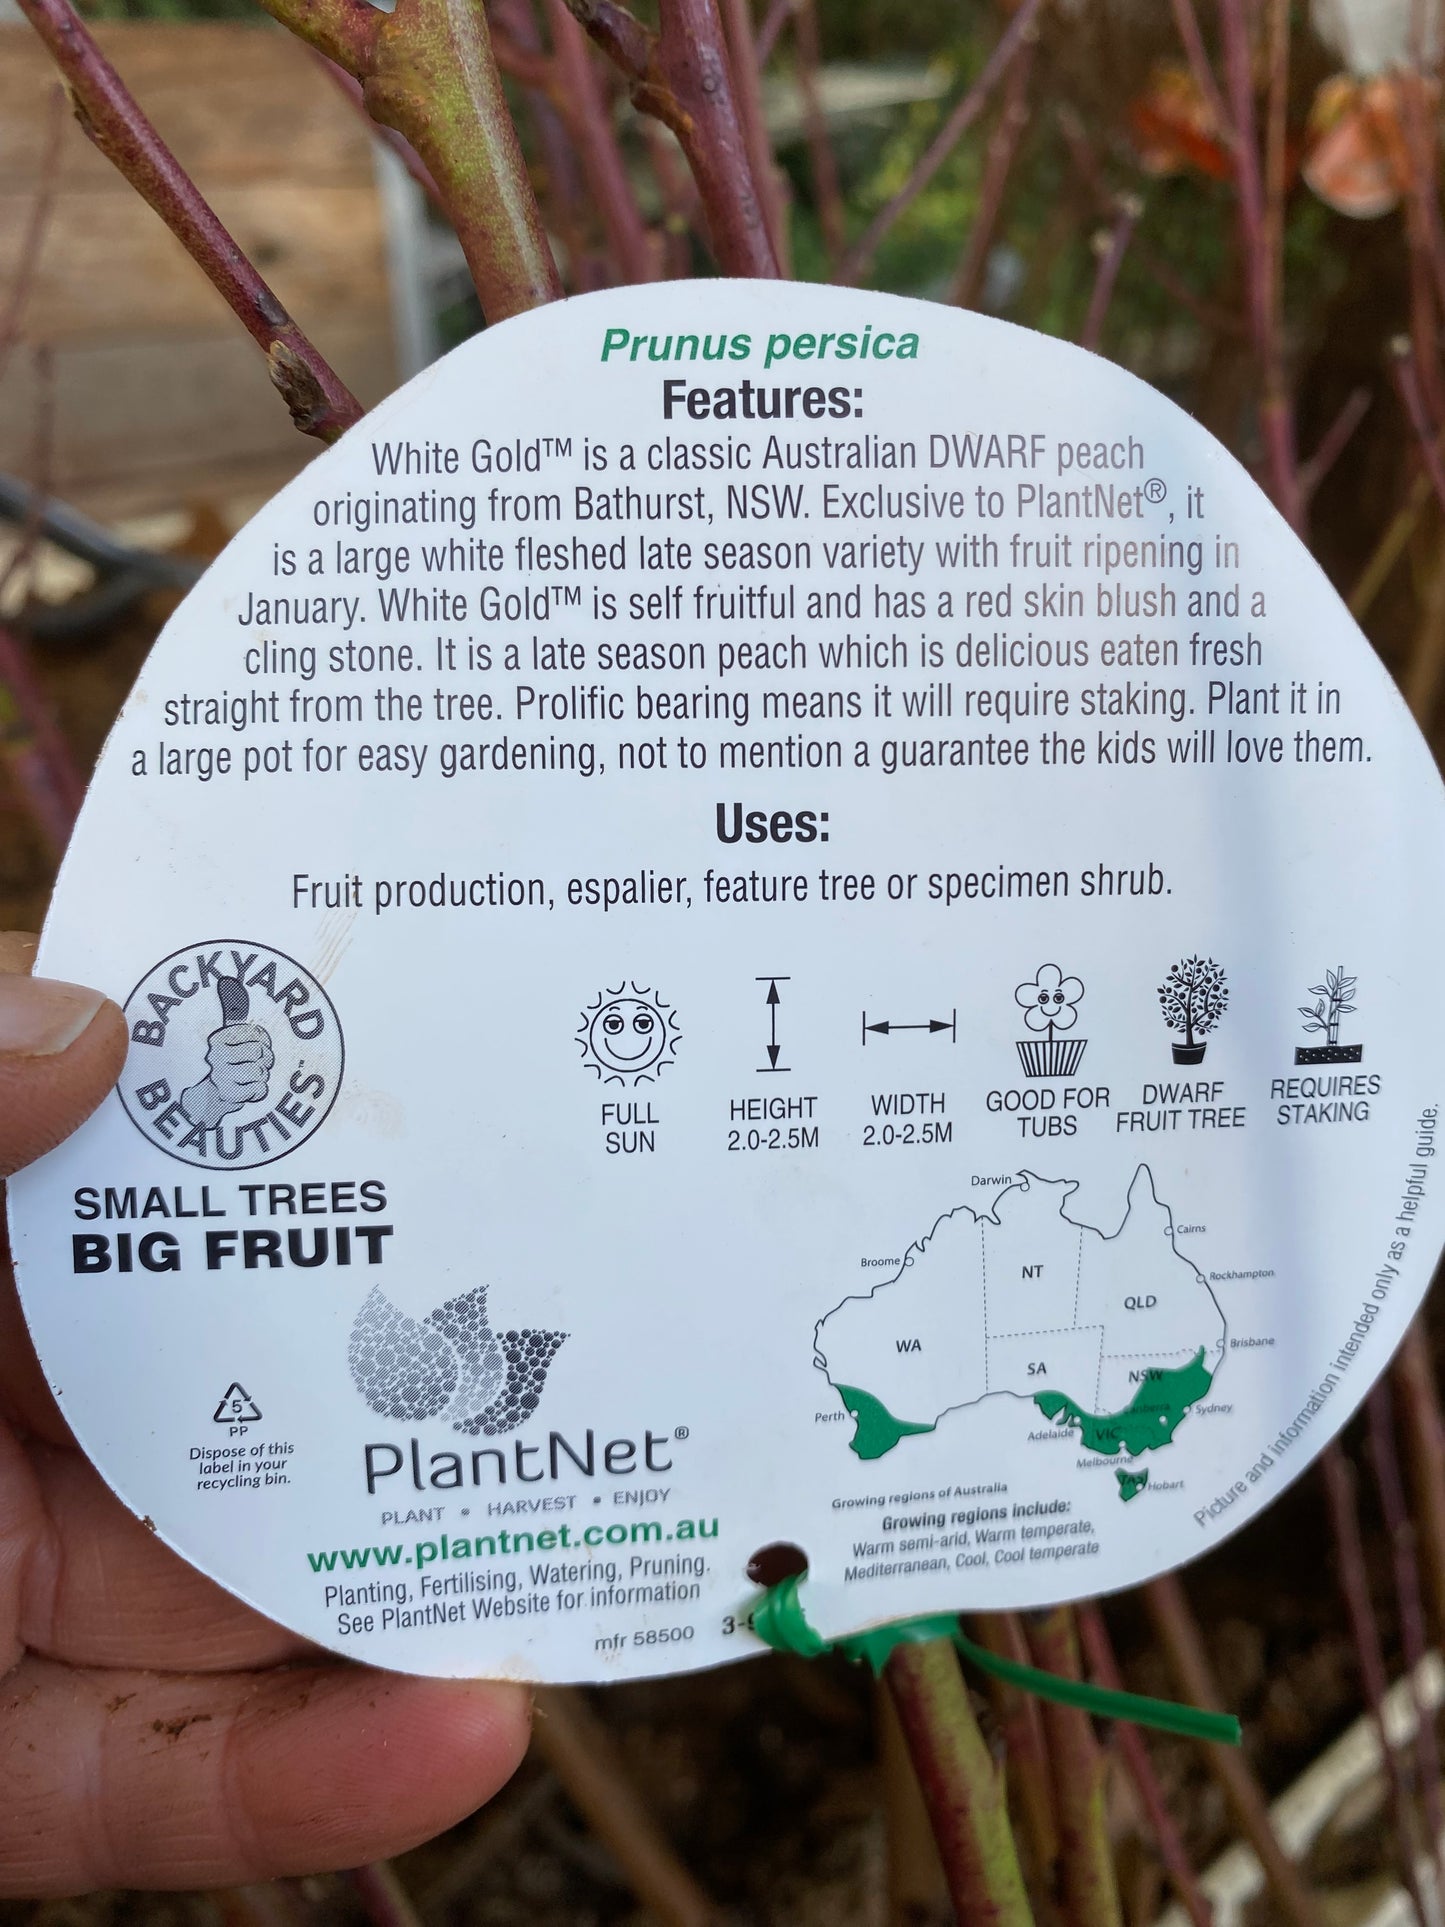 Prunus persica
Features:
White Gold™ is a classic Australian DWARF peach
originating from Bathurst, NSW. Exclusive to PlantNet®, it
is a large white fleshed late season variety with fruit ripening in
January. White Gold™ is self fruitful and has a red skin blush and a
cling stone. It is a late season peach which is delicious eaten fresh
straight from the tree. Prolific bearing means it will require staking. Plant it in
a large pot for easy gardening, not to mention a guarantee the kids will love them.
Uses:
Fruit production, espalier, feature tree or specimen shrub.
BACKYARD
BEAUTIES™
SMALL TREES
BIG FRUIT
FULL
SUN
HEIGHT
2.0-2.5M
WIDTH
2.0-2.5M
GOOD FOR
TUBS
DWARF
FRUIT TREE
REQUIRES
STAKING
5
PP
Dispose of this
label in your
recycling bin.
PlantNet®
PLANT • HARVEST • ENJOY
www.plantnet.com.au
Planting, Fertilising, Watering, Pruning.
See PlantNet Website for information
mfr 58500
Darwin
Cairns
Broome
NT
Rockhampton
QLD
WA
Brisbane
SA
NSW
Perth
Canberra
Sydney
Adelaide
VIC
Melbourne
TAS
Hobart
Growing regions of Australia
Growing regions include:
Warm semi-arid, Warm temperate,
Mediterranean, Cool, Cool temperate
Picture and information intended only as a helpful guide.